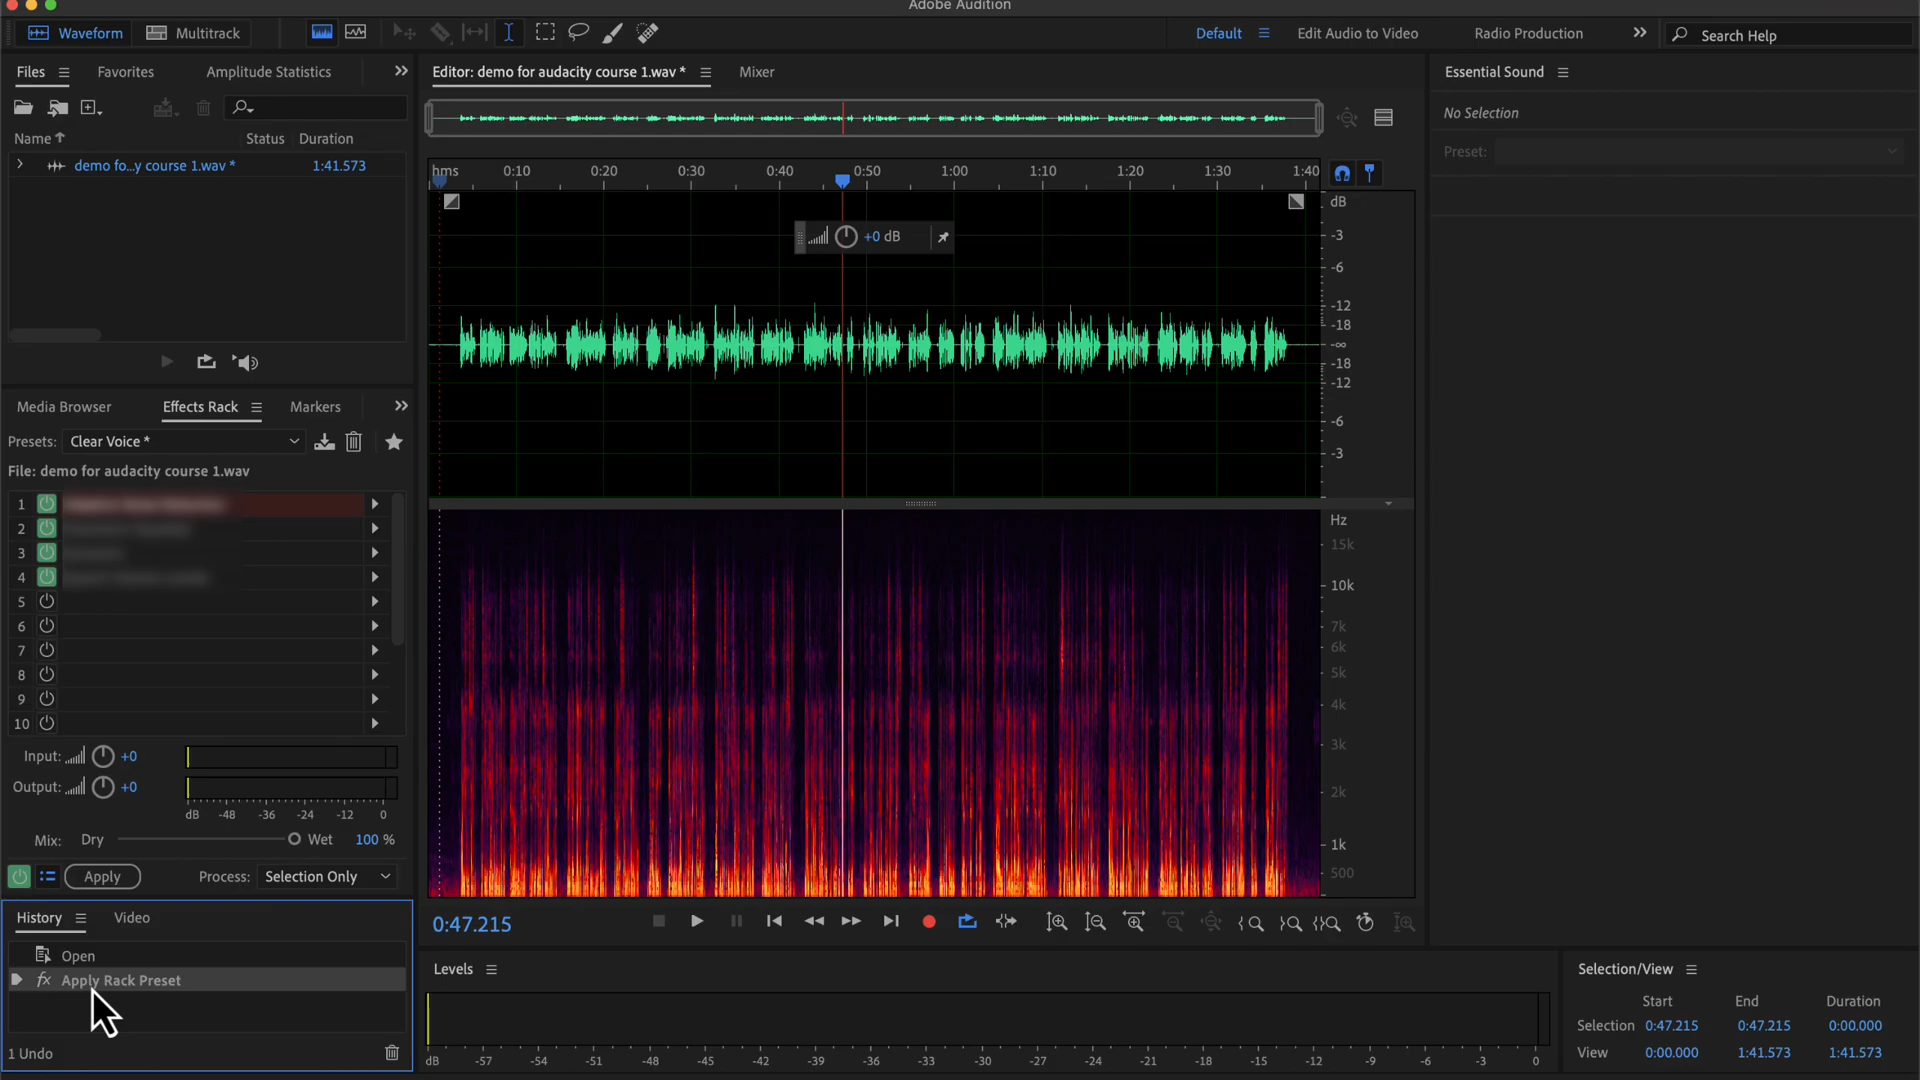 Adobe Audition
Waveform
Multitrack
Default
Edit Audio to Video
Radio Production
Search Help
Files
Favorites
Amplitude Statistics
Editor: demo for audacity course 1.wav *
Mixer
Essential Sound
No Selection
Preset:
Name
Status
Duration
demo fo...y course 1.wav *
1:41.573
hms
0:10
0:20
0:30
0:40
0:50
1:00
1:10
1:20
1:30
1:40
+0 dB
dB
-3
-6
-12
-18
-∞
-18
-12
-6
-3
Media Browser
Effects Rack
Markers
Presets:
Clear Voice *
File: demo for audacity course 1.wav
1
2
3
4
5
6
7
8
9
10
Hz
15k
10k
7k
6k
5k
4k
3k
2k
1k
500
Input:
+0
Output:
+0
dB
-48
-36
-24
-12
0
Mix:
Dry
Wet
100 %
Apply
Process:
Selection Only
History
Video
Open
fx
Apply Rack Preset
1 Undo
0:47.215
Levels
dB
-57
-54
-51
-48
-45
-42
-39
-36
-33
-30
-27
-24
-21
-18
-15
-12
-9
-6
-3
0
Selection/View
Start
End
Duration
Selection
0:47.215
0:47.215
0:00.000
View
0:00.000
1:41.573
1:41.573